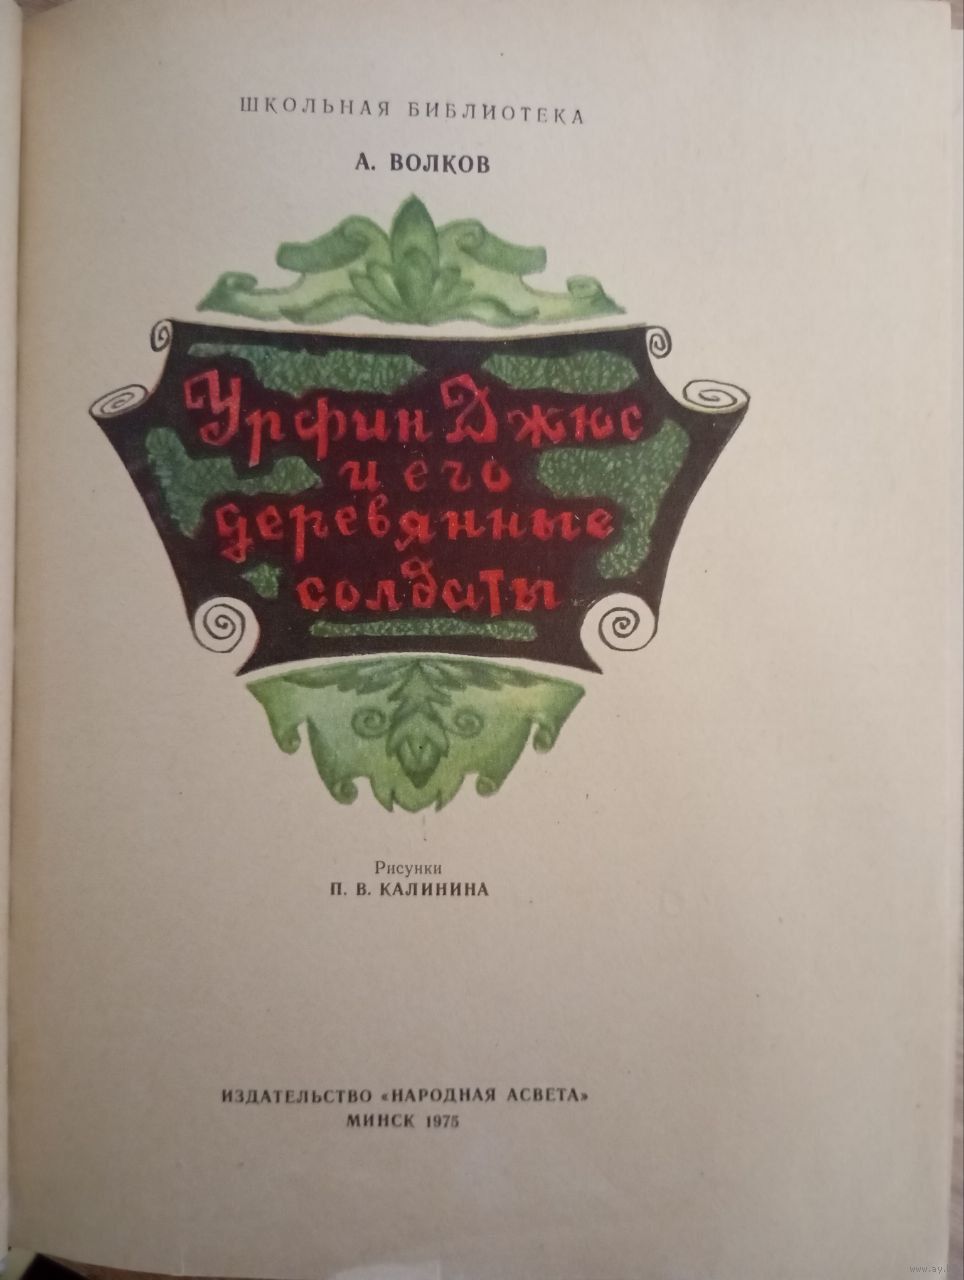 ШКОЛЬНАЯ БИБЛИОТЕКА
А. ВОЛКОВ
Урфин Джюс
и его
деревянные
солдаты
Рисунки
П. В. КАЛИНИНА
ИЗДАТЕЛЬСТВО «НАРОДНАЯ АСВЕТА»
МИНСК 1975